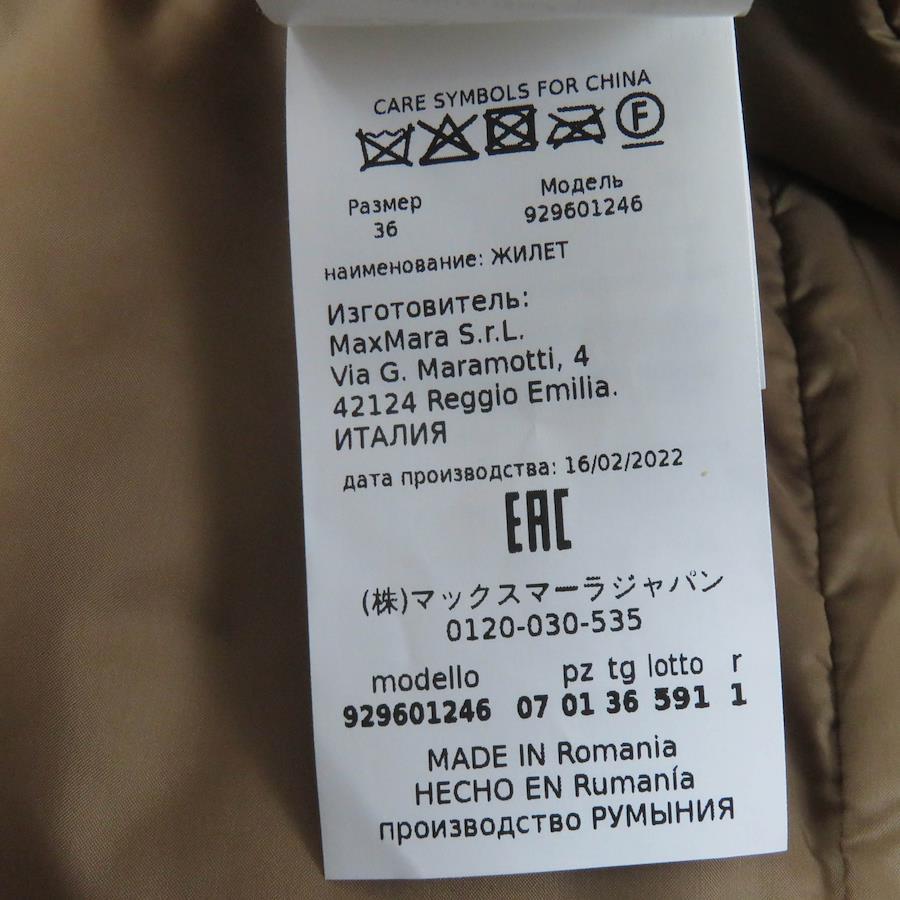 CARE SYMBOLS FOR CHINA
F
Размер
36
Модель
929601246
наименование: ЖИЛЕТ
Изготовитель:
MaxMara S.r.L.
Via G. Maramotti, 4
42124 Reggio Emilia.
ИТАЛИЯ
дата производства: 16/02/2022
EAC
(株)マックスマーラジャパン
0120-030-535
modello pz tg lotto r
929601246 07 01 36 591 1
MADE IN Romania
HECHO EN Rumanía
производство РУМЫНИЯ